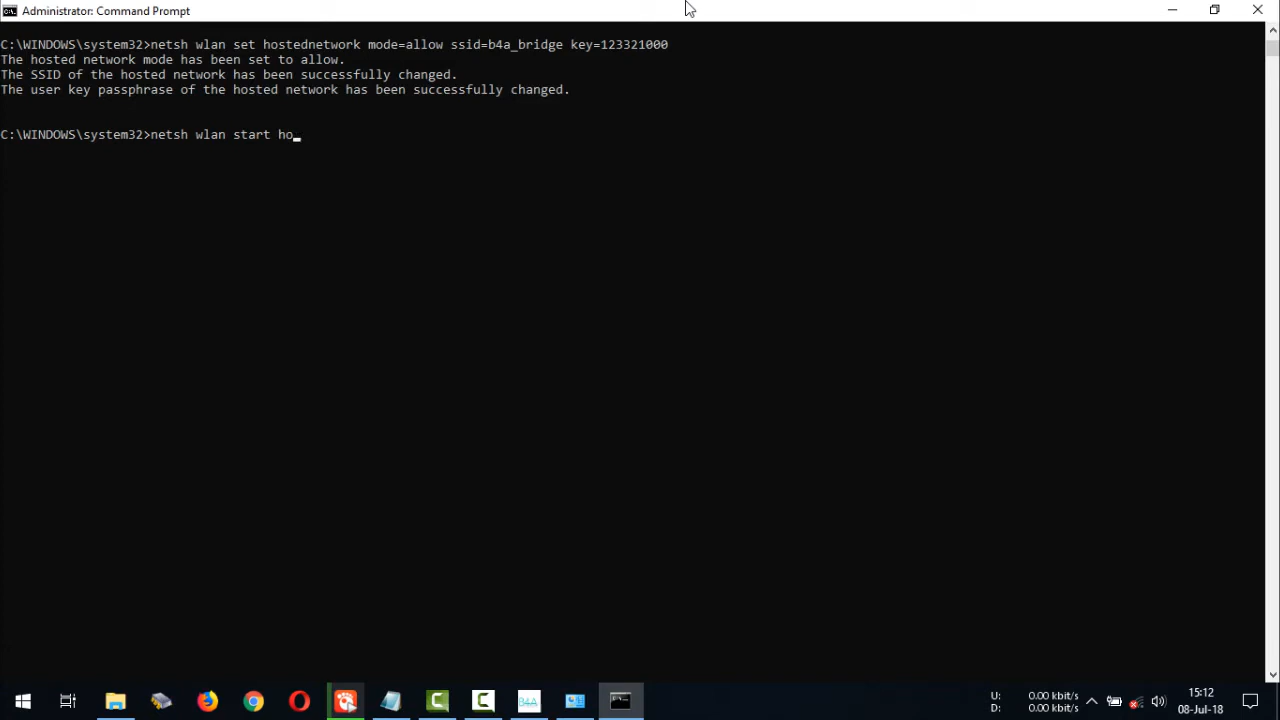 Administrator: Command Prompt
C:\WINDOWS\system32>netsh wlan set hostednetwork mode=allow ssid=b4a_bridge key=123321000
The hosted network mode has been set to allow.
The SSID of the hosted network has been successfully changed.
The user key passphrase of the hosted network has been successfully changed.
C:\WINDOWS\system32>netsh wlan start ho_
B4A
U: 0.00 kbit/s
D: 0.00 kbit/s
15:12
08-Jul-18